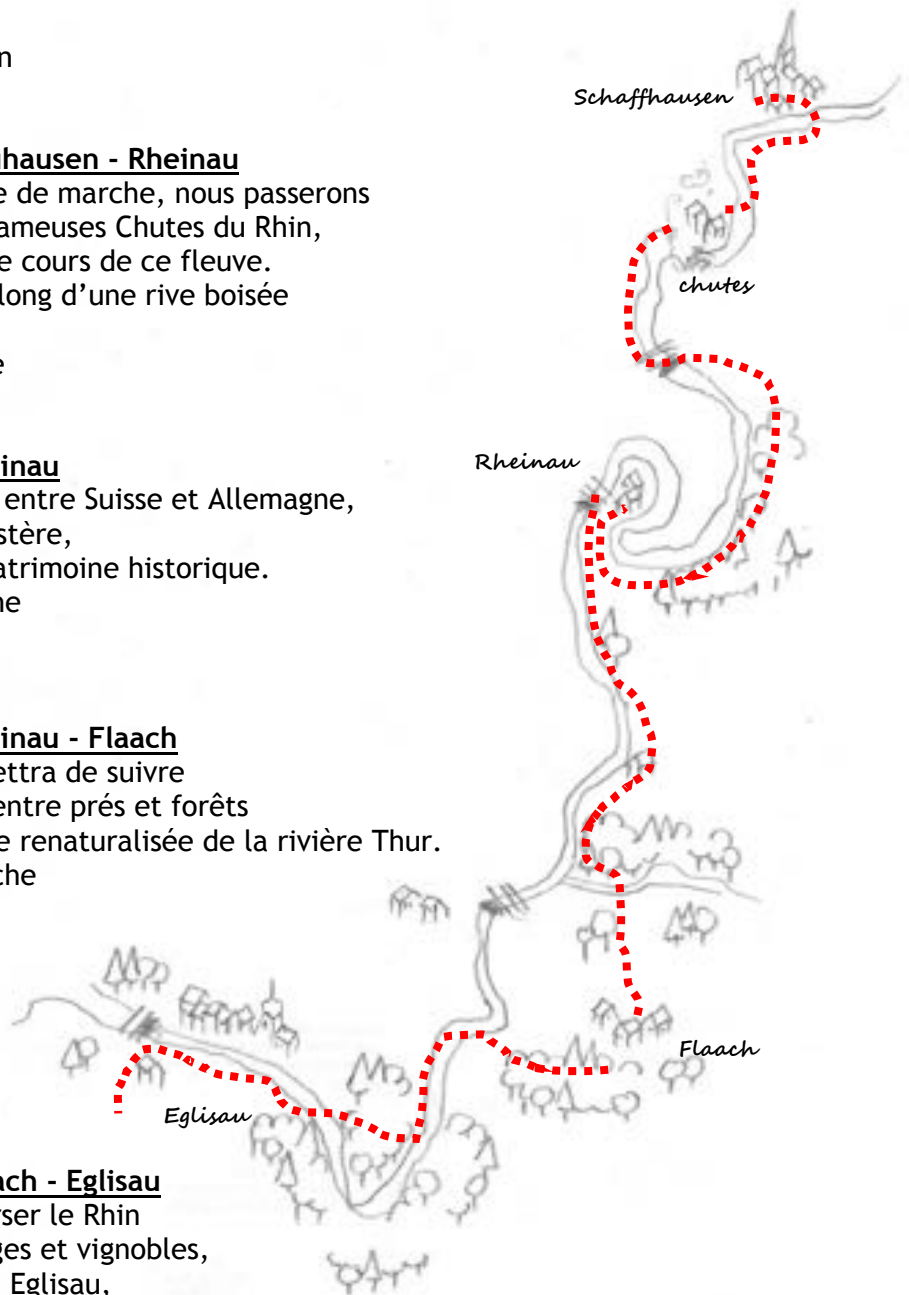 n
Schaffhausen
uhausen - Rheinau
e de marche, nous passerons
ameuses Chutes du Rhin,
e cours de ce fleuve.
long d’une rive boisée
chutes
e
Rheinau
inau
entre Suisse et Allemagne,
stère,
atrimoine historique.
ne
inau - Flaach
ettra de suivre
entre prés et forêts
e renaturalisée de la rivière Thur.
che
Flaach
Eglisau
ach - Eglisau
rser le Rhin
ges et vignobles,
Eglisau,